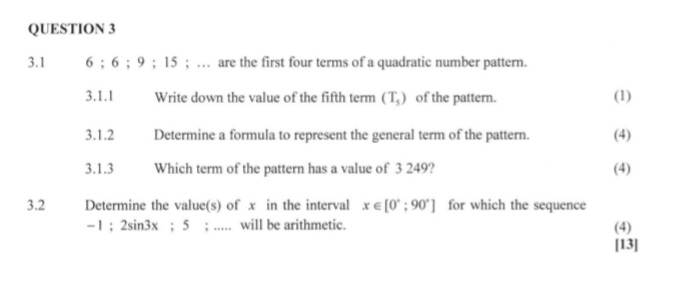 QUESTION 3
3.1 6 ; 6 ; 9 ; 15 ; ... are the first four terms of a quadratic number pattern.
3.1.1 Write down the value of the fifth term (T₅) of the pattern. (1)
3.1.2 Determine a formula to represent the general term of the pattern. (4)
3.1.3 Which term of the pattern has a value of 3 249? (4)
3.2 Determine the value(s) of x in the interval x ∈ [0° ; 90°] for which the sequence
−1 ; 2sin3x ; 5 ; ..... will be arithmetic. (4)
[13]